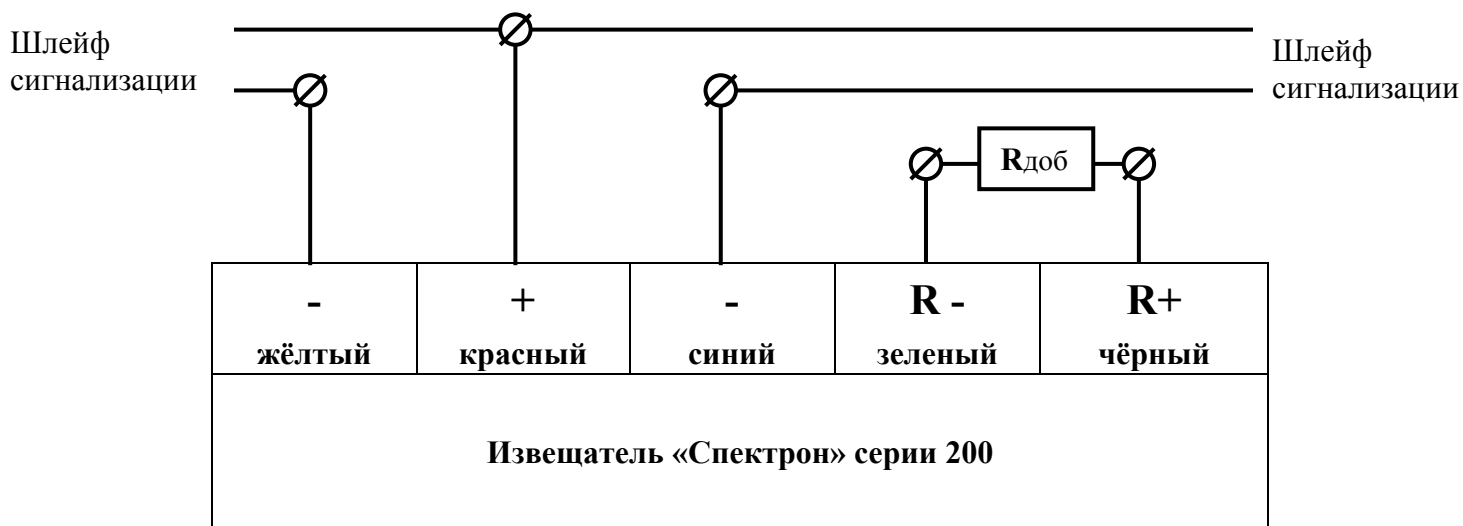 Шлейф
сигнализации
Шлейф
сигнализации
Rдоб
- + - R - R+
жёлтый красный синий зеленый чёрный
Извещатель «Спектрон» серии 200